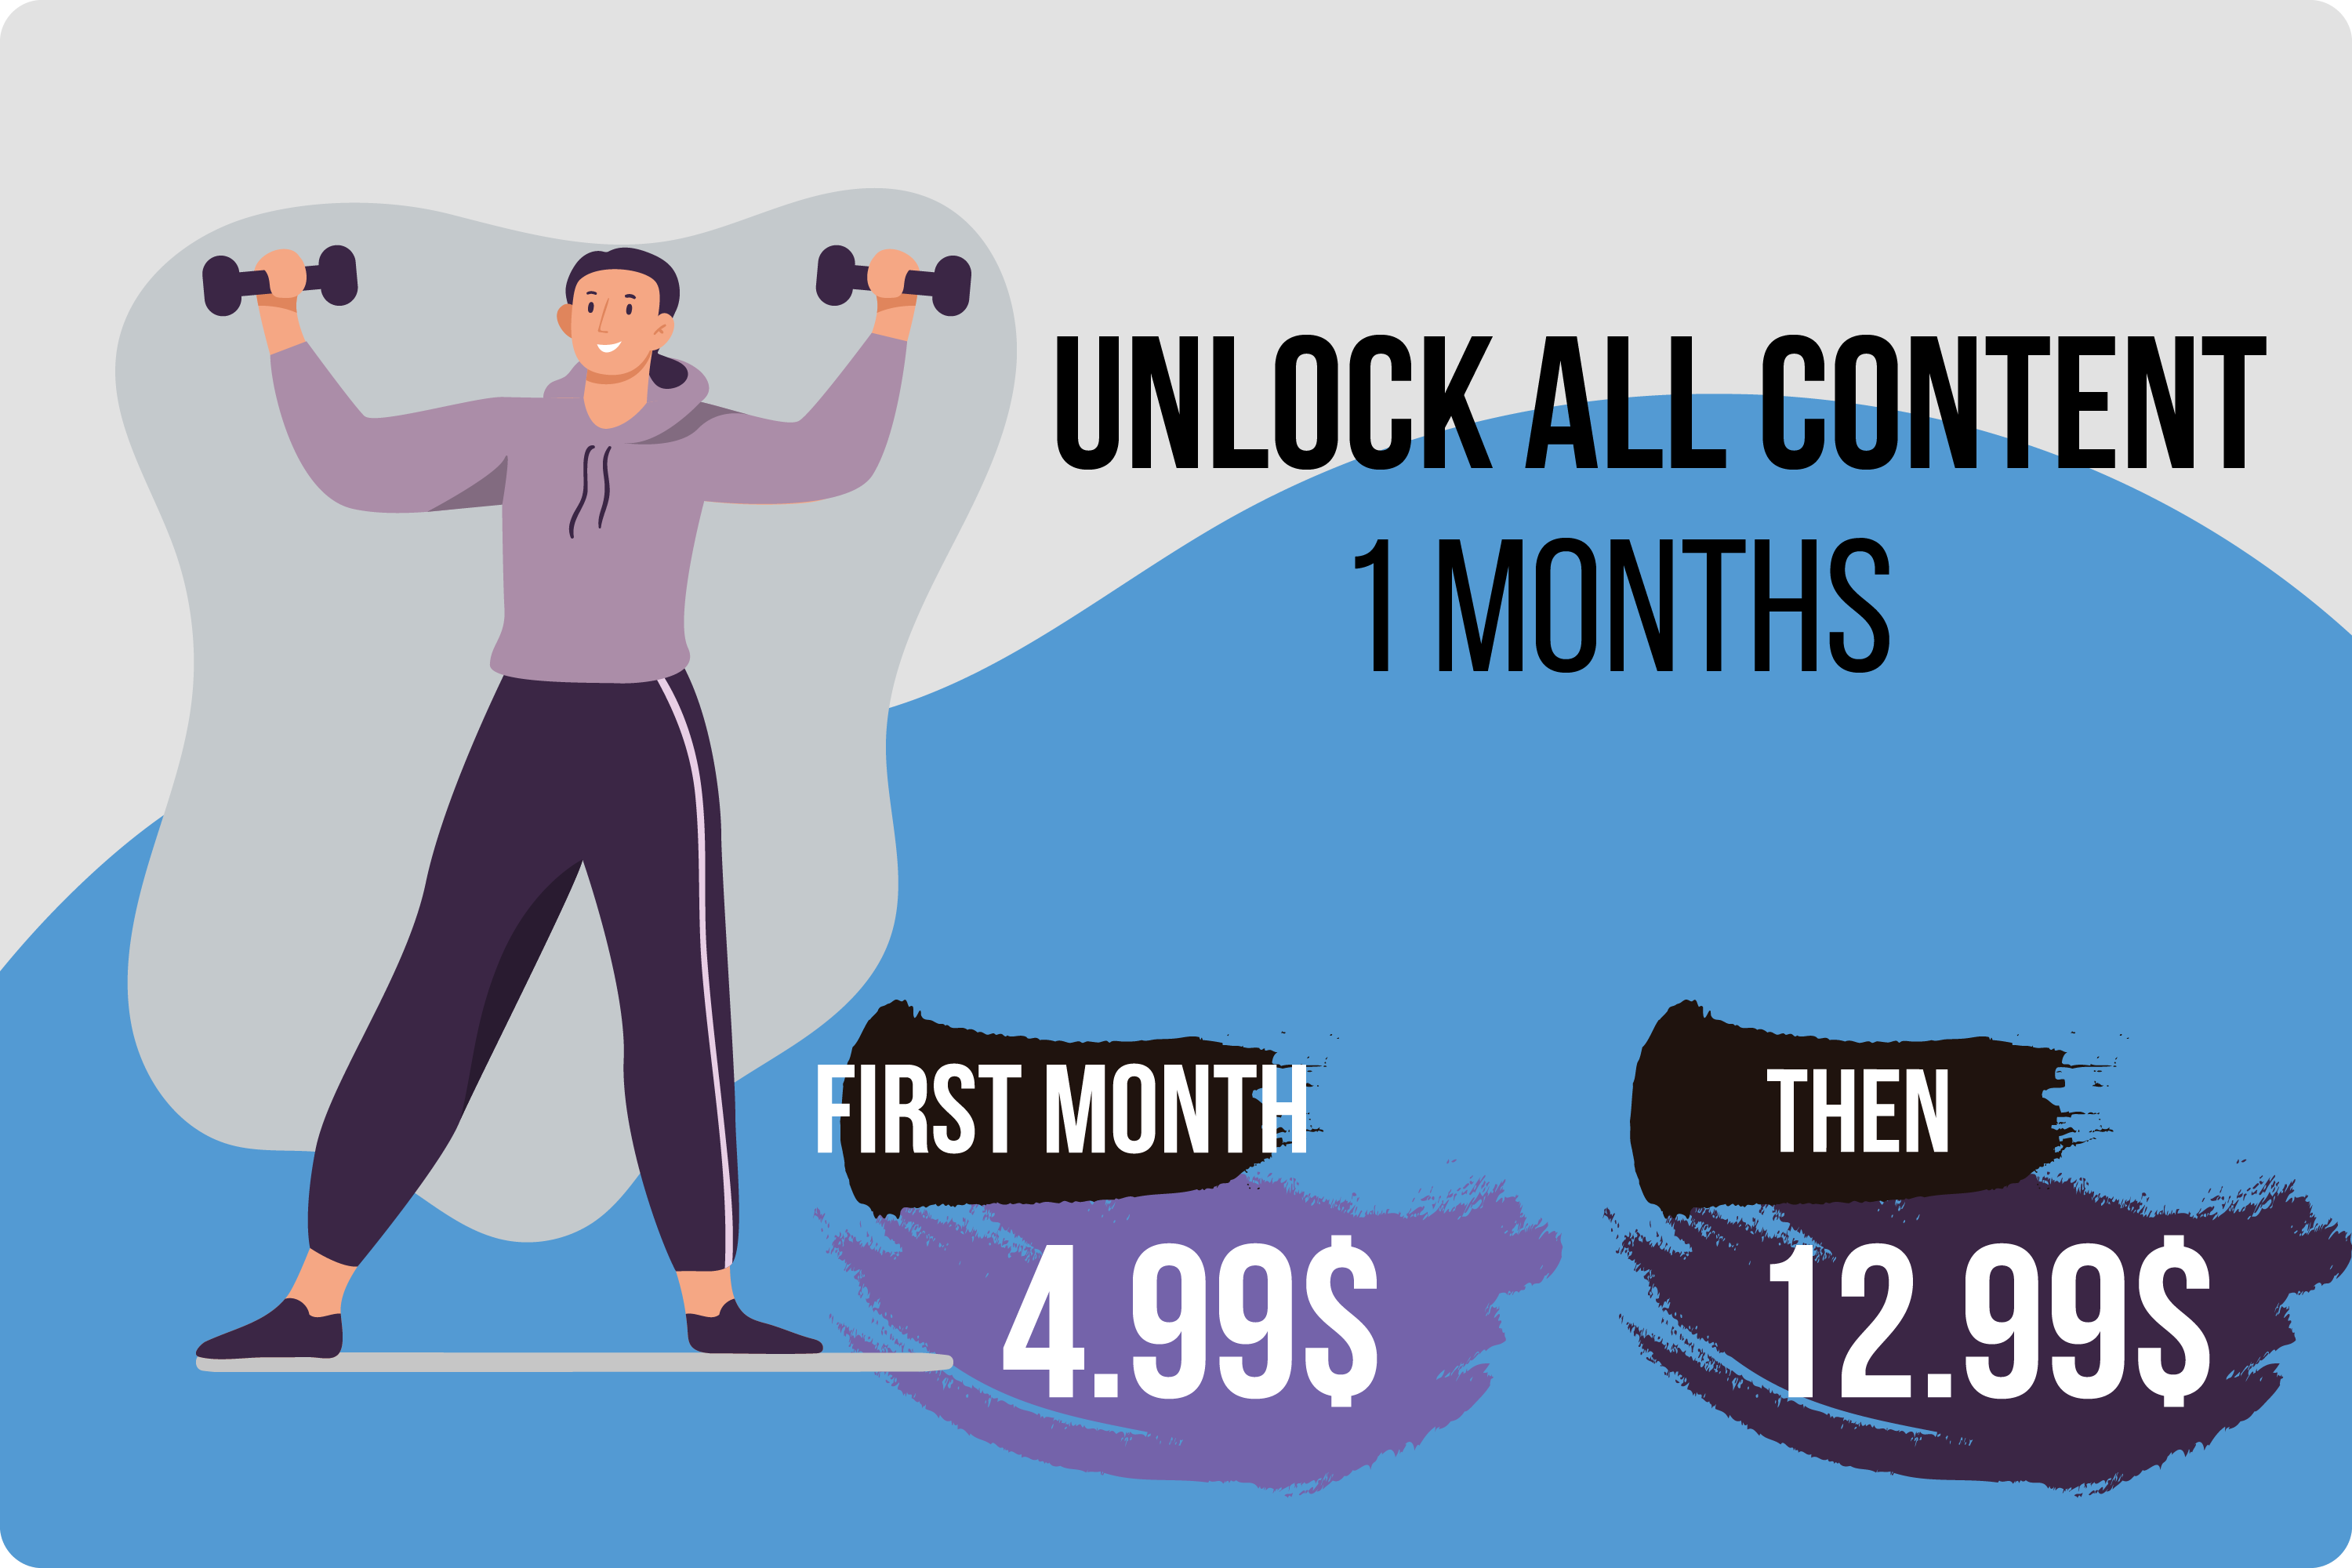 UNLOCK ALL CONTENT
1 MONTHS
FIRST MONTH
4.99$
THEN
12.99$